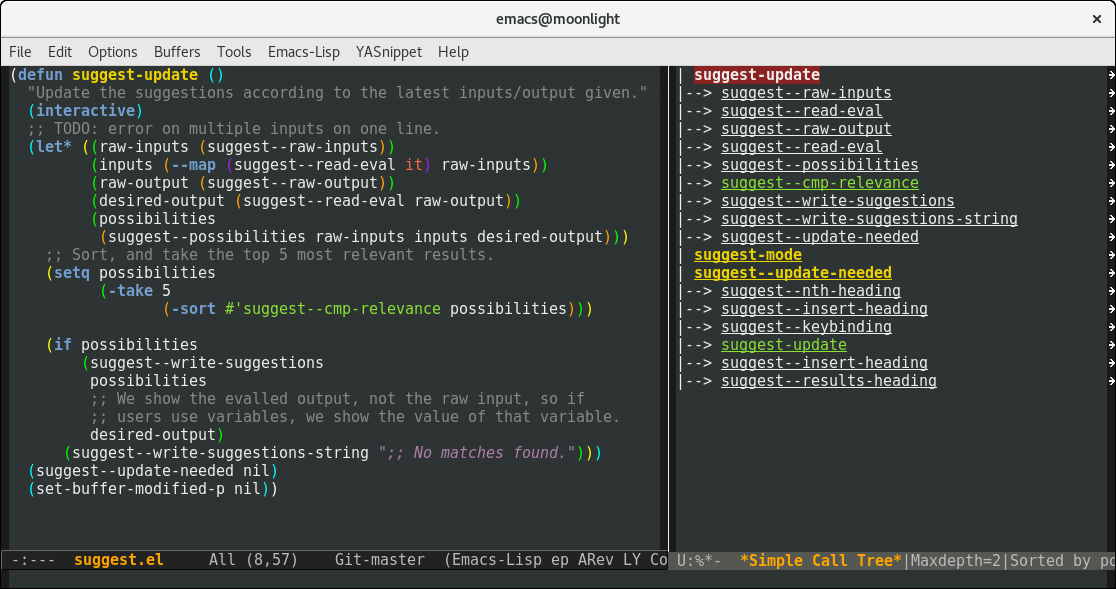 emacs@moonlight ×
File Edit Options Buffers Tools Emacs-Lisp YASnippet Help
(defun suggest-update ()
  "Update the suggestions according to the latest inputs/output given."
  (interactive)
  ;; TODO: error on multiple inputs on one line.
  (let* ((raw-inputs (suggest--raw-inputs))
         (inputs (--map (suggest--read-eval it) raw-inputs))
         (raw-output (suggest--raw-output))
         (desired-output (suggest--read-eval raw-output))
         (possibilities
          (suggest--possibilities raw-inputs inputs desired-output)))
    ;; Sort, and take the top 5 most relevant results.
    (setq possibilities
          (-take 5
                 (-sort #'suggest--cmp-relevance possibilities)))

    (if possibilities
        (suggest--write-suggestions
         possibilities
         ;; We show the evalled output, not the raw input, so if
         ;; users use variables, we show the value of that variable.
         desired-output)
      (suggest--write-suggestions-string ";; No matches found.")))
  (suggest--update-needed nil)
  (set-buffer-modified-p nil))
-:--- suggest.el All (8,57) Git-master (Emacs-Lisp ep ARev LY Co
| suggest-update
|--> suggest--raw-inputs
|--> suggest--read-eval
|--> suggest--raw-output
|--> suggest--read-eval
|--> suggest--possibilities
|--> suggest--cmp-relevance
|--> suggest--write-suggestions
|--> suggest--write-suggestions-string
|--> suggest--update-needed
| suggest-mode
| suggest--update-needed
|--> suggest--nth-heading
|--> suggest--insert-heading
|--> suggest--keybinding
|--> suggest-update
|--> suggest--insert-heading
|--> suggest--results-heading
U:%*- *Simple Call Tree*|Maxdepth=2|Sorted by po